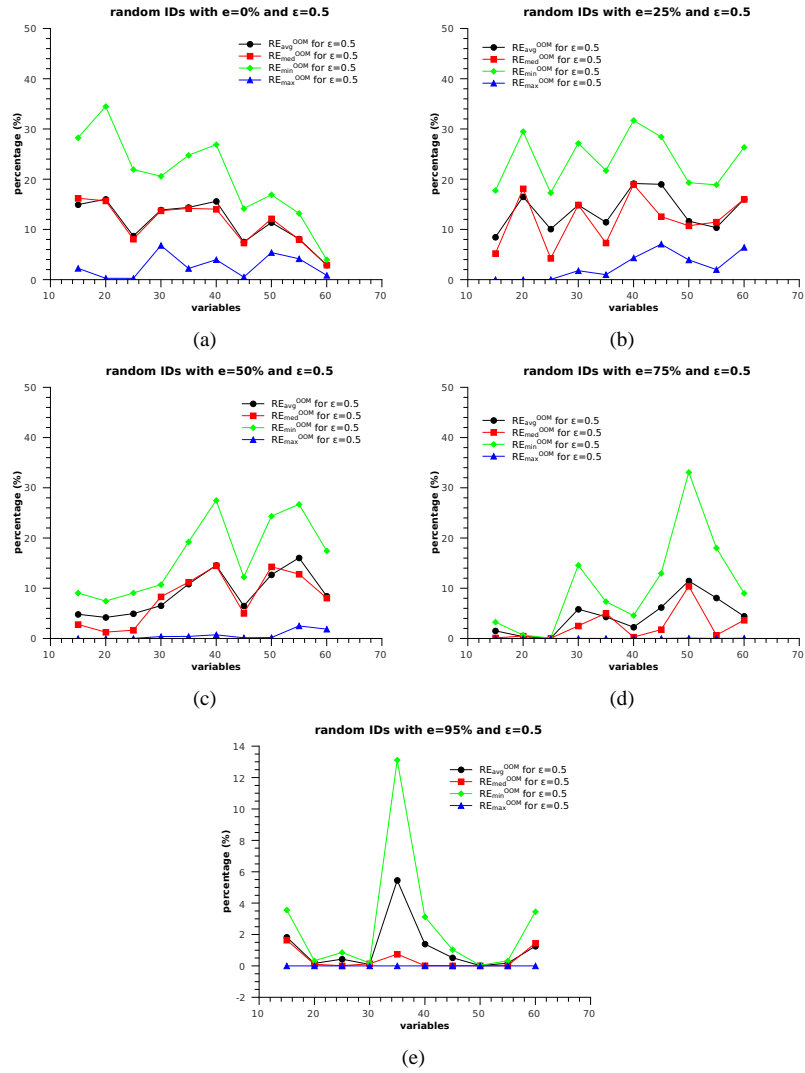 random IDs with e=0% and ε=0.5
50
40
30
20
10
0
percentage (%)
RE_avg^OOM for ε=0.5
RE_med^OOM for ε=0.5
RE_min^OOM for ε=0.5
RE_max^OOM for ε=0.5
10 20 30 40 50 60 70
variables
(a)
random IDs with e=25% and ε=0.5
50
40
30
20
10
0
percentage (%)
RE_avg^OOM for ε=0.5
RE_med^OOM for ε=0.5
RE_min^OOM for ε=0.5
RE_max^OOM for ε=0.5
10 20 30 40 50 60 70
variables
(b)
random IDs with e=50% and ε=0.5
50
40
30
20
10
0
percentage (%)
RE_avg^OOM for ε=0.5
RE_med^OOM for ε=0.5
RE_min^OOM for ε=0.5
RE_max^OOM for ε=0.5
10 20 30 40 50 60 70
variables
(c)
random IDs with e=75% and ε=0.5
50
40
30
20
10
0
percentage (%)
RE_avg^OOM for ε=0.5
RE_med^OOM for ε=0.5
RE_min^OOM for ε=0.5
RE_max^OOM for ε=0.5
10 20 30 40 50 60 70
variables
(d)
random IDs with e=95% and ε=0.5
14
12
10
8
6
4
2
0
-2
percentage (%)
RE_avg^OOM for ε=0.5
RE_med^OOM for ε=0.5
RE_min^OOM for ε=0.5
RE_max^OOM for ε=0.5
10 20 30 40 50 60 70
variables
(e)